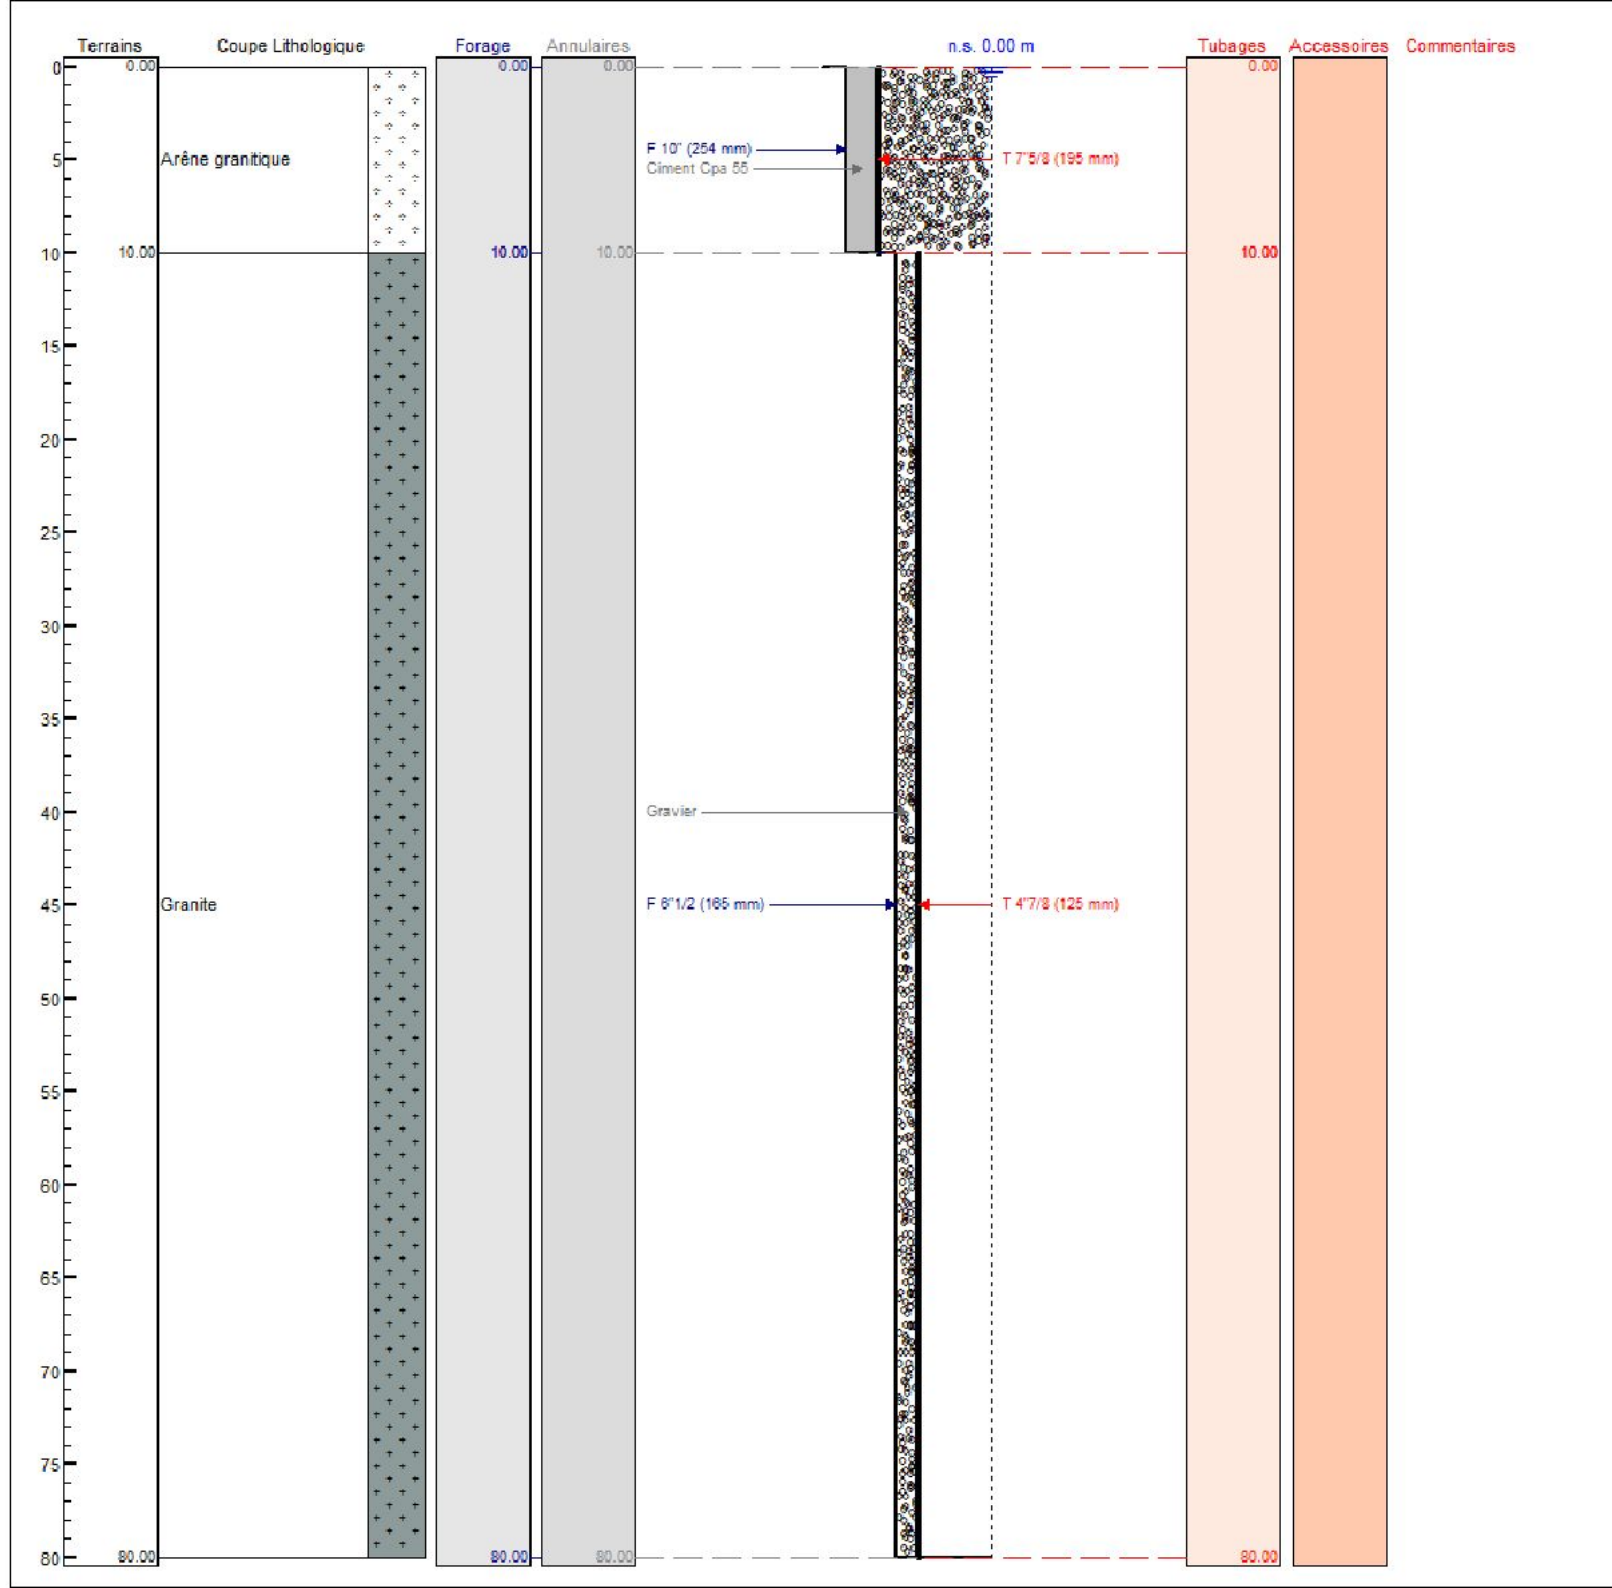 Terrains Coupe Lithologique Forage Annulaires n.s. 0.00 m Tubages Accessoires Commentaires
0 0.00 0.00 0.00 0.00
F 10" (254 mm)
5 Arêne granitique T 7"5/8 (195 mm)
Ciment Cpa 55
10 10.00 10.00 10.00 10.00
15
20
25
30
35
40 Gravier
45 Granite F 6"1/2 (165 mm) T 4"7/8 (125 mm)
50
55
60
65
70
75
80 80.00 80.00 80.00 80.00